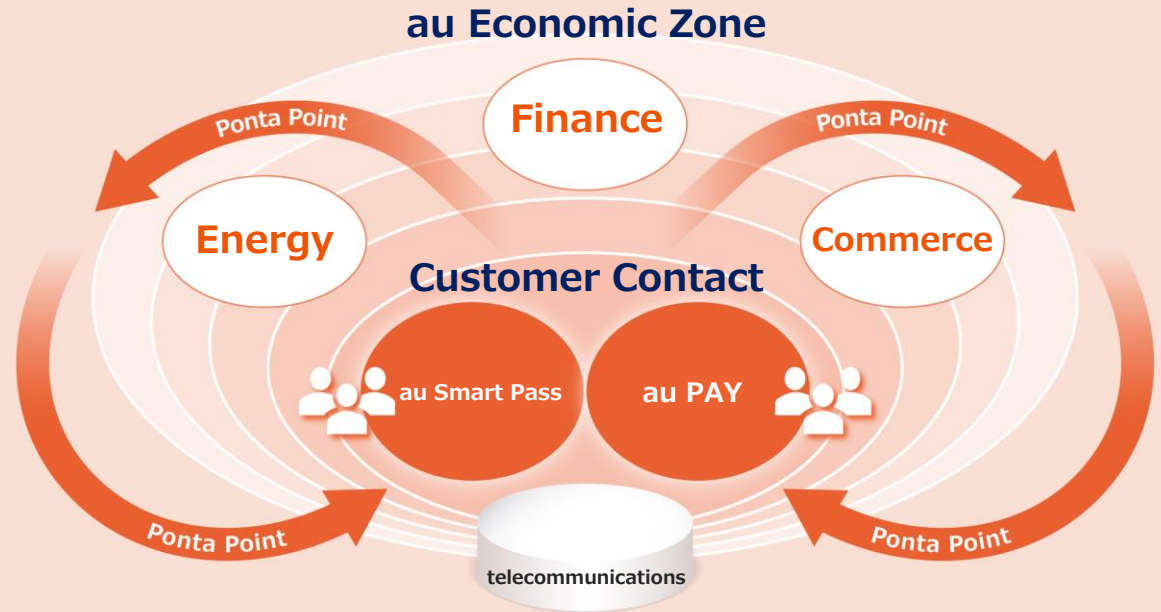 au Economic Zone
Ponta Point
Finance
Ponta Point
Energy
Commerce
Customer Contact
au Smart Pass
au PAY
Ponta Point
Ponta Point
telecommunications